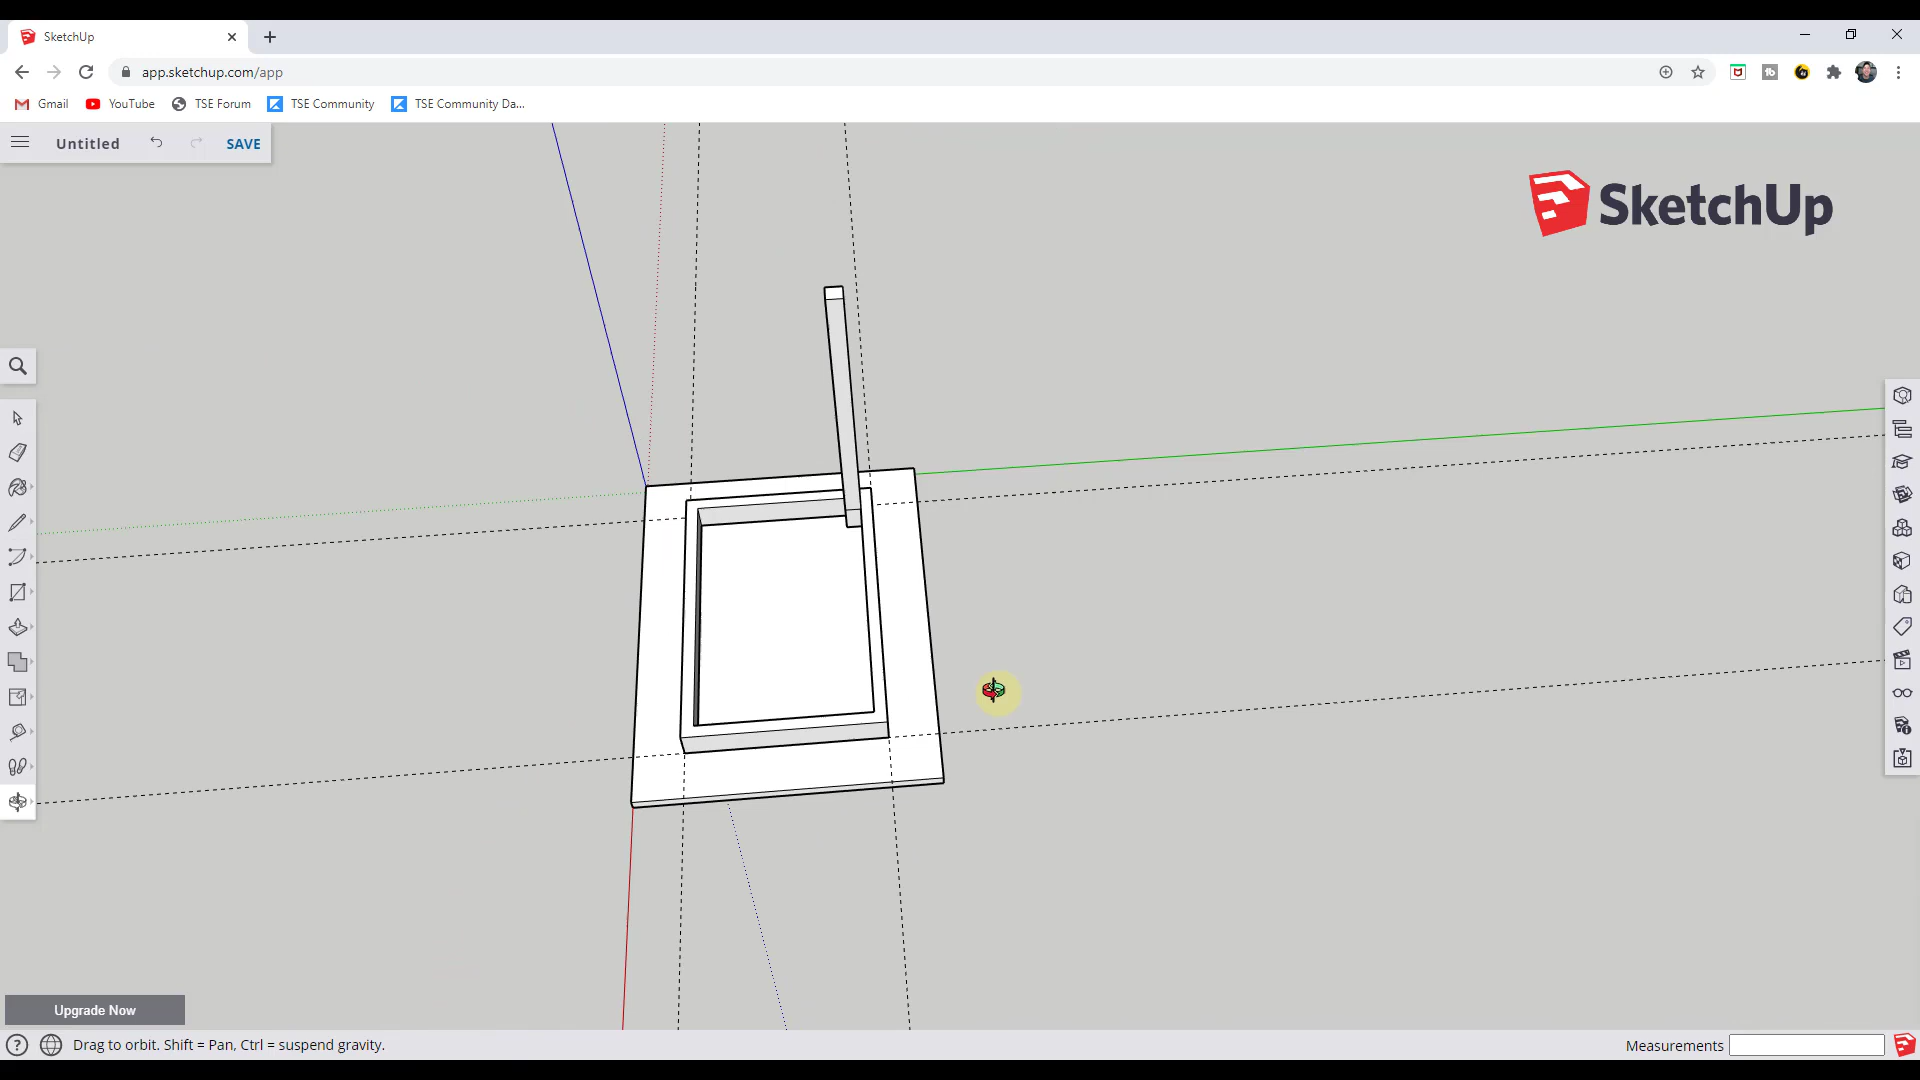 SketchUp
app.sketchup.com/app
Gmail YouTube TSE Forum TSE Community TSE Community Da...
Untitled SAVE
SketchUp
Upgrade Now
Drag to orbit. Shift = Pan, Ctrl = suspend gravity. Measurements